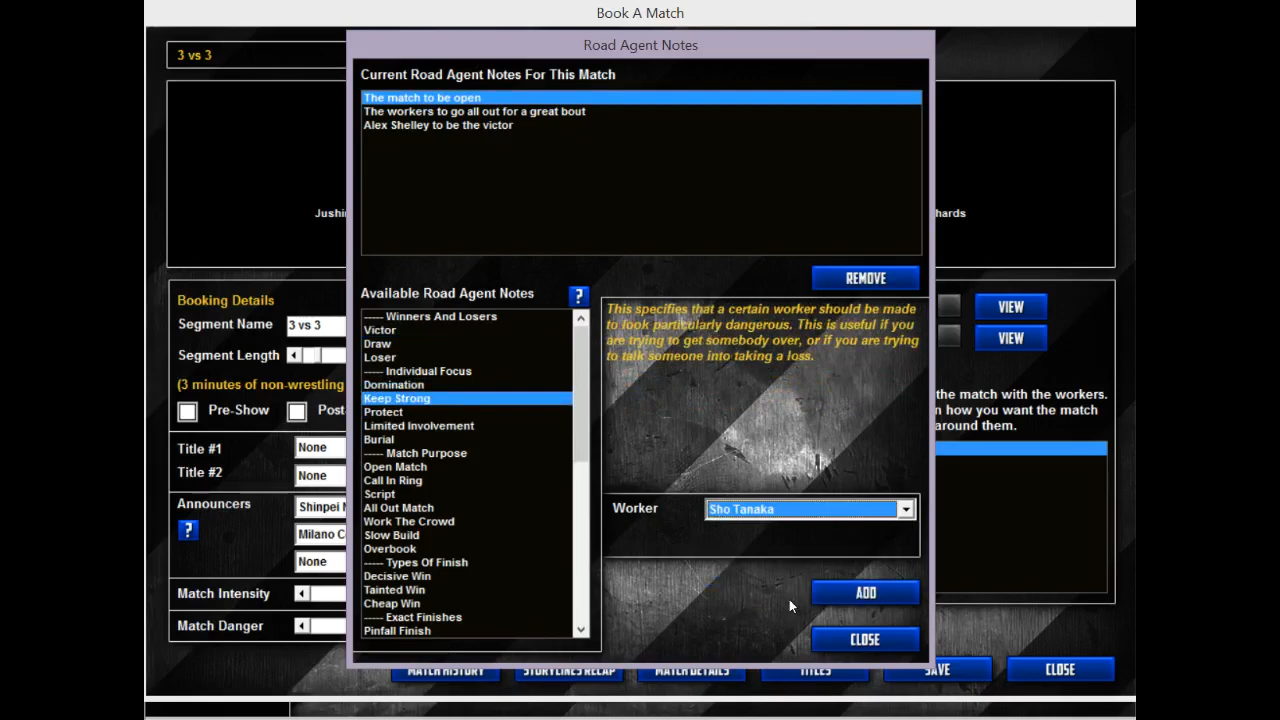 Book A Match
3 vs 3
Road Agent Notes
Current Road Agent Notes For This Match
The match to be open
The workers to go all out for a great bout
Alex Shelley to be the victor
Jushi
hards
REMOVE
Booking Details
Segment Name
3 vs 3
Segment Length
(3 minutes of non-wrestling
Pre-Show
Post
Title #1
None
Title #2
None
Announcers
?
Shinpei
Milano C
None
Match Intensity
Match Danger
Available Road Agent Notes
?
----- Winners And Losers
Victor
Draw
Loser
----- Individual Focus
Domination
Keep Strong
Protect
Limited Involvement
Burial
----- Match Purpose
Open Match
Call In Ring
Script
All Out Match
Work The Crowd
Slow Build
Overbook
----- Types Of Finish
Decisive Win
Tainted Win
Cheap Win
----- Exact Finishes
Pinfall Finish
This specifies that a certain worker should be made
to look particularly dangerous. This is useful if you
are trying to get somebody over, or if you are trying
to talk someone into taking a loss.
Worker
Sho Tanaka
ADD
CLOSE
VIEW
VIEW
the match with the workers.
n how you want the match
around them.
MATCH HISTORY
STORYLINES RECAP
MATCH DETAILS
TITLES
SAVE
CLOSE